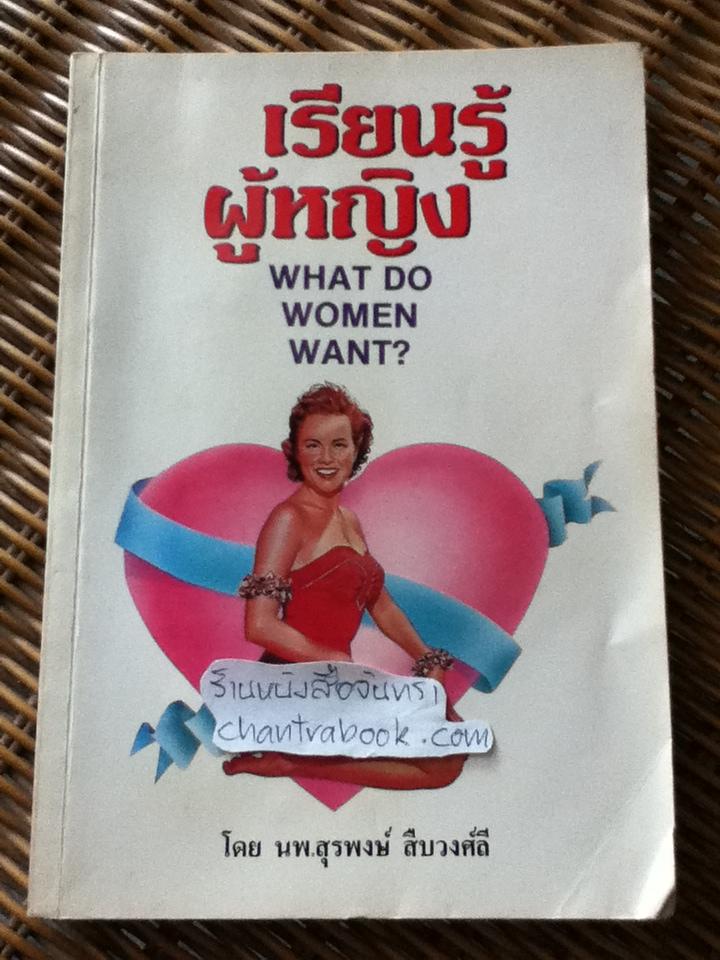 เรียนรู้
ผู้หญิง
WHAT DO
WOMEN
WANT?
ร้านหนังสือจันทรา
chantrabook.com
โดย นพ.สุรพงษ์ สืบวงศ์ลี